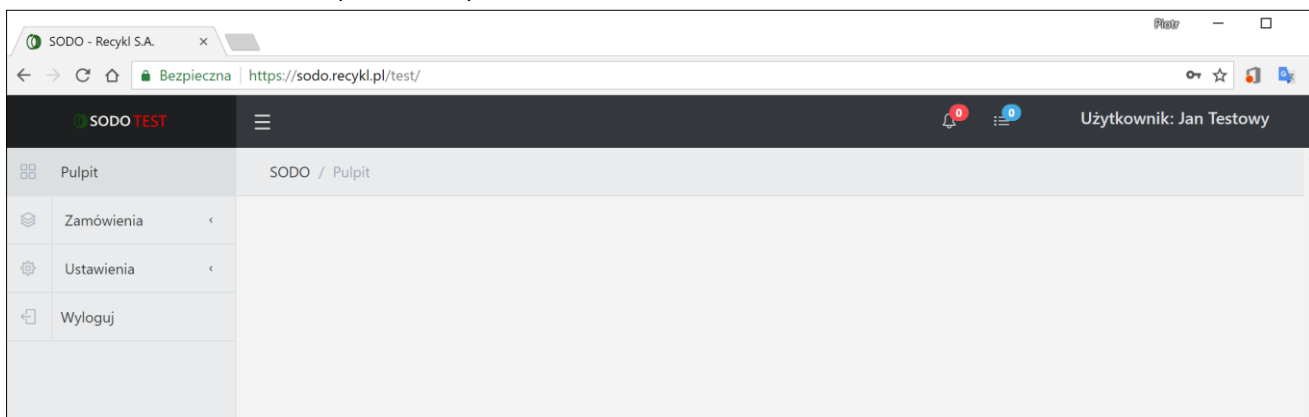 Piotr
SODO - Recykl S.A.
Bezpieczna https://sodo.recykl.pl/test/
SODO TEST 0 0 Użytkownik: Jan Testowy
Pulpit SODO / Pulpit
Zamówienia
Ustawienia
Wyloguj